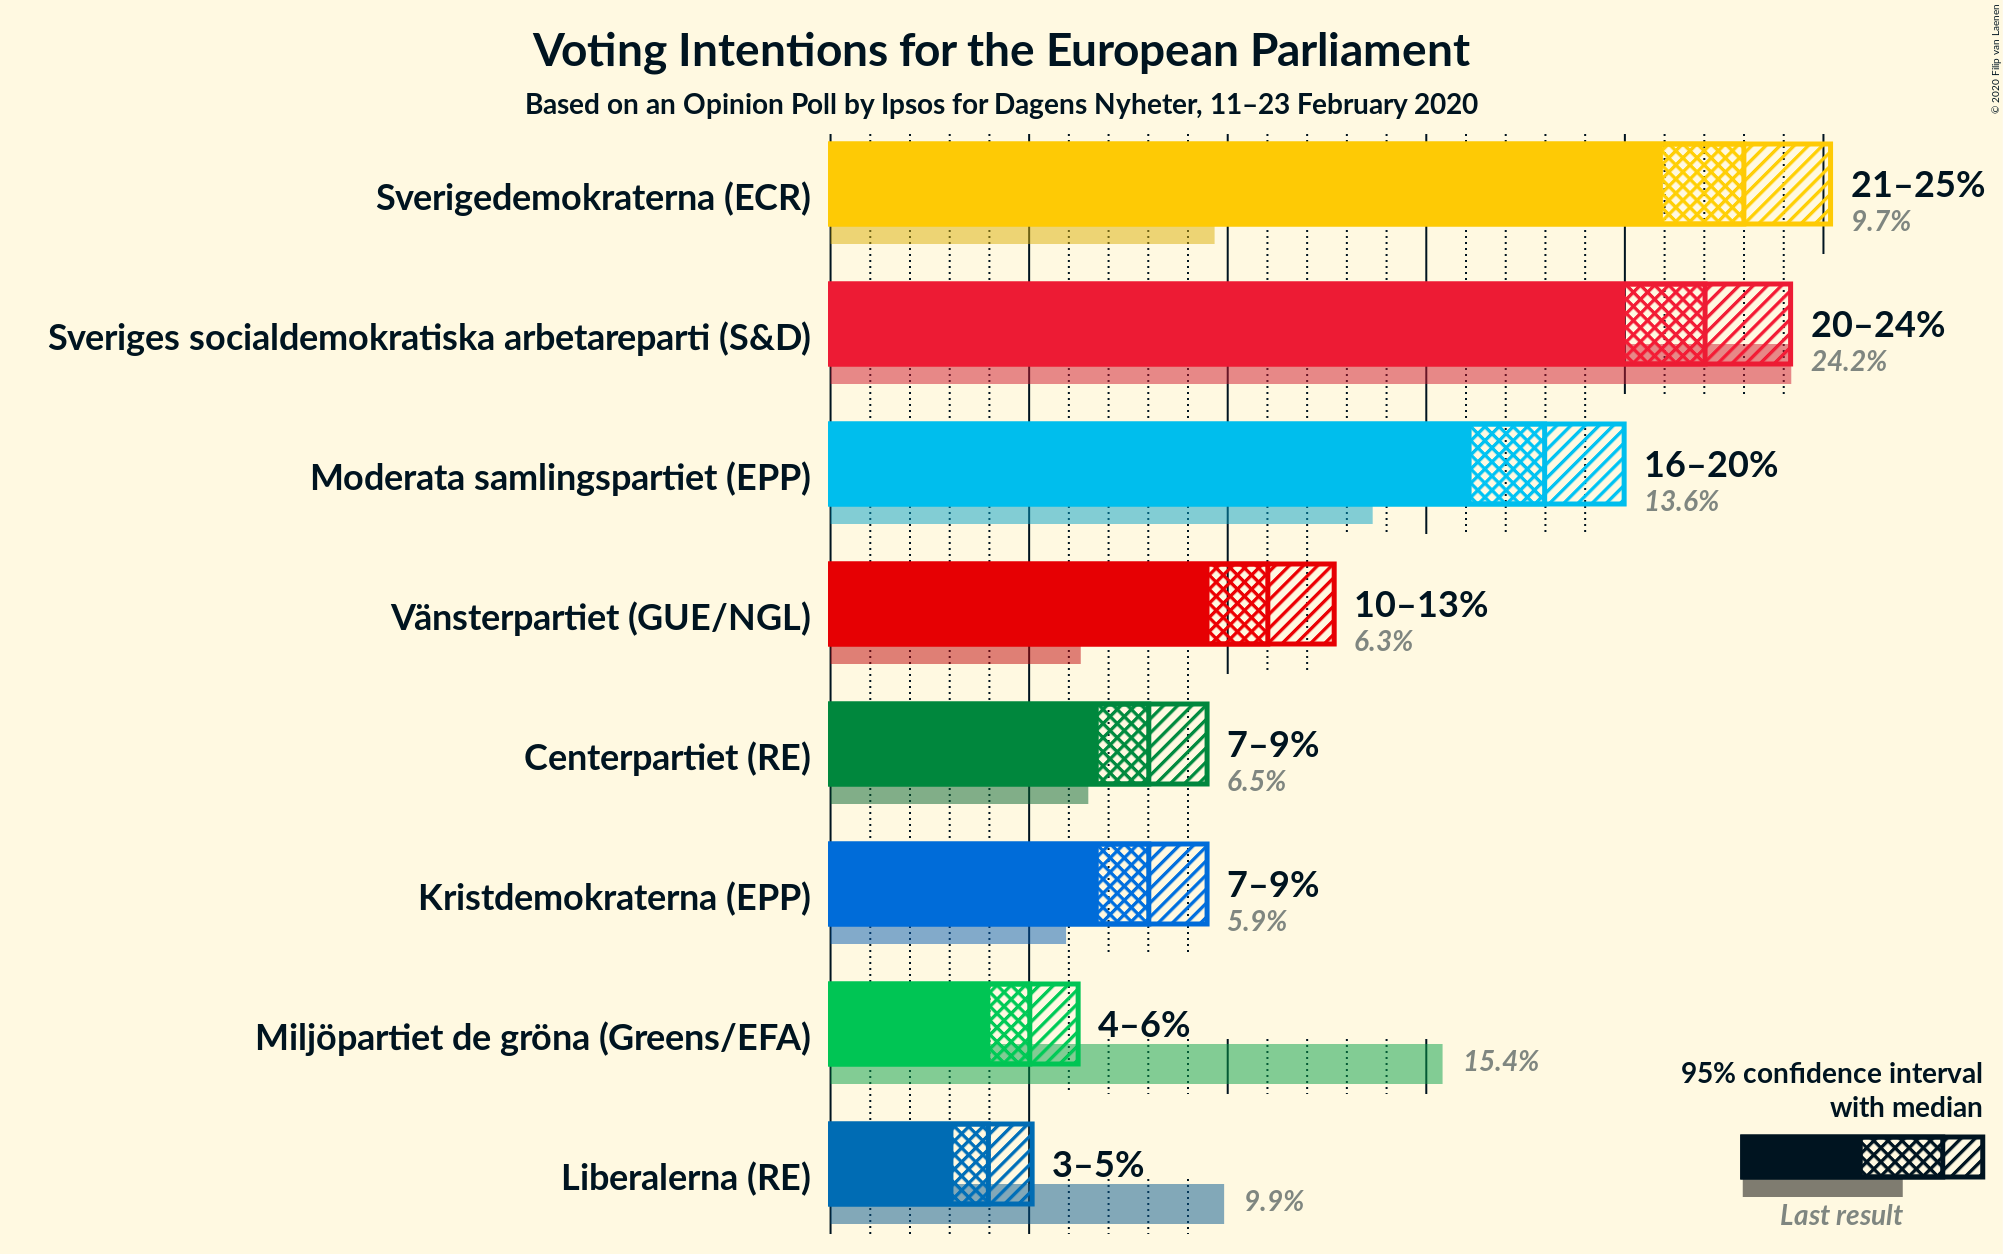 Voting Intentions for the European Parliament
Based on an Opinion Poll by Ipsos for Dagens Nyheter, 11–23 February 2020
© 2020 Filip van Laenen
Sverigedemokraterna (ECR)
21–25%
9.7%
Sveriges socialdemokratiska arbetareparti (S&D)
20–24%
24.2%
Moderata samlingspartiet (EPP)
16–20%
13.6%
Vänsterpartiet (GUE/NGL)
10–13%
6.3%
Centerpartiet (RE)
7–9%
6.5%
Kristdemokraterna (EPP)
7–9%
5.9%
Miljöpartiet de gröna (Greens/EFA)
4–6%
15.4%
Liberalerna (RE)
3–5%
9.9%
95% confidence interval
with median
Last result